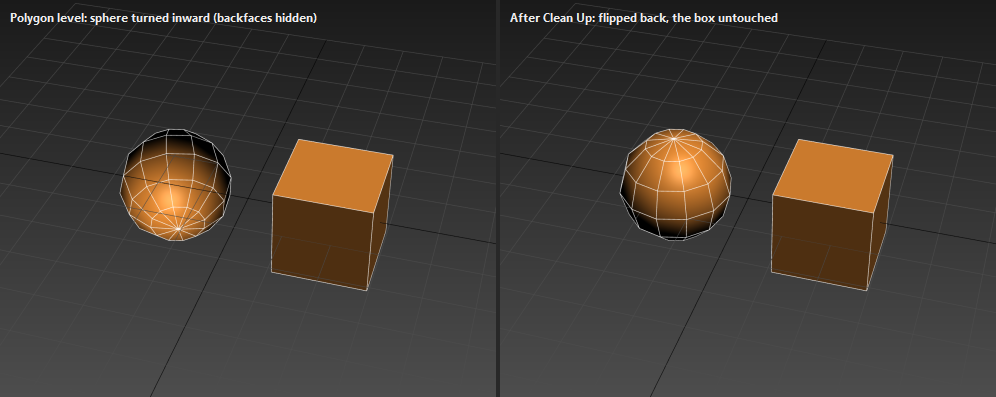 Polygon level: sphere turned inward (backfaces hidden)
After Clean Up: flipped back, the box untouched